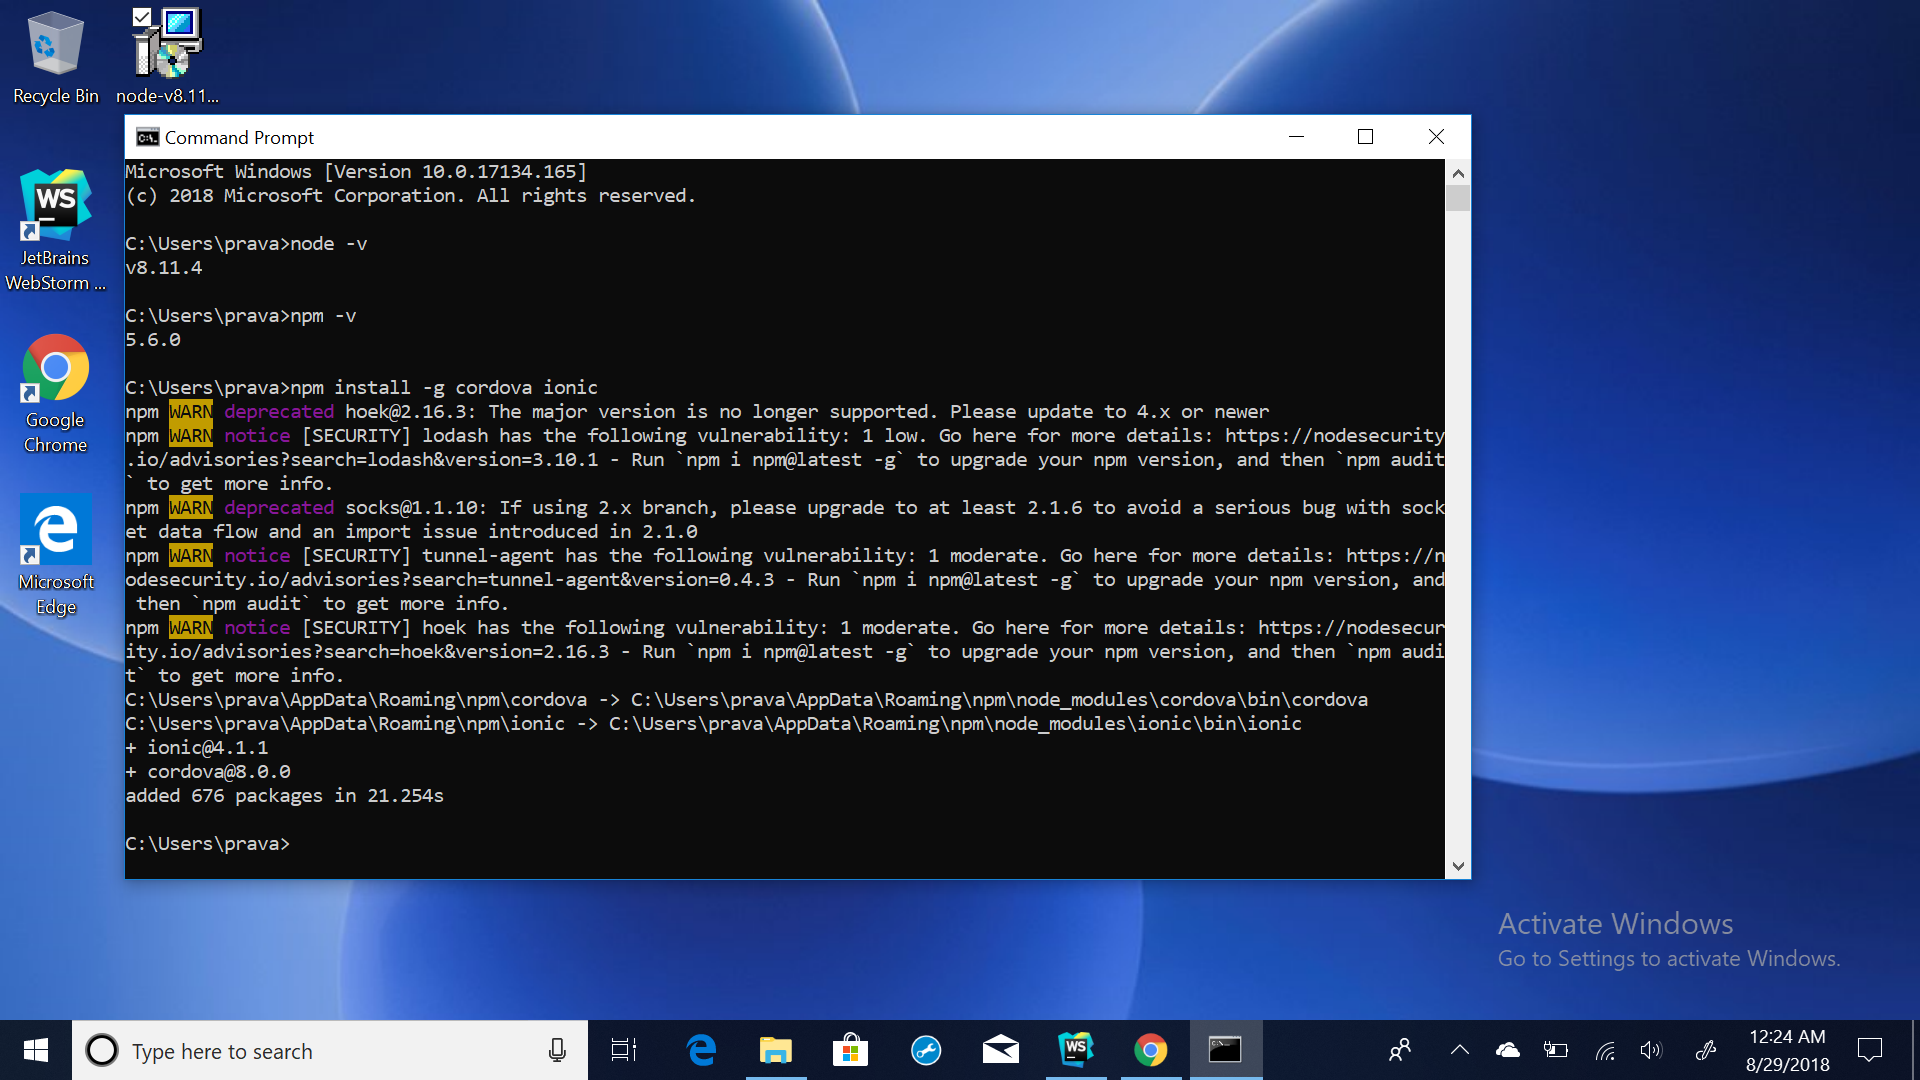 Recycle Bin
node-v8.11...
JetBrains
WebStorm ...
Google
Chrome
Microsoft
Edge
Command Prompt
Microsoft Windows [Version 10.0.17134.165]
(c) 2018 Microsoft Corporation. All rights reserved.
C:\Users\prava>node -v
v8.11.4
C:\Users\prava>npm -v
5.6.0
C:\Users\prava>npm install -g cordova ionic
npm WARN deprecated hoek@2.16.3: The major version is no longer supported. Please update to 4.x or newer
npm WARN notice [SECURITY] lodash has the following vulnerability: 1 low. Go here for more details: https://nodesecurity
.io/advisories?search=lodash&version=3.10.1 - Run `npm i npm@latest -g` to upgrade your npm version, and then `npm audit
` to get more info.
npm WARN deprecated socks@1.1.10: If using 2.x branch, please upgrade to at least 2.1.6 to avoid a serious bug with sock
et data flow and an import issue introduced in 2.1.0
npm WARN notice [SECURITY] tunnel-agent has the following vulnerability: 1 moderate. Go here for more details: https://n
odesecurity.io/advisories?search=tunnel-agent&version=0.4.3 - Run `npm i npm@latest -g` to upgrade your npm version, and
then `npm audit` to get more info.
npm WARN notice [SECURITY] hoek has the following vulnerability: 1 moderate. Go here for more details: https://nodesecur
ity.io/advisories?search=hoek&version=2.16.3 - Run `npm i npm@latest -g` to upgrade your npm version, and then `npm audi
t` to get more info.
C:\Users\prava\AppData\Roaming\npm\cordova -> C:\Users\prava\AppData\Roaming\npm\node_modules\cordova\bin\cordova
C:\Users\prava\AppData\Roaming\npm\ionic -> C:\Users\prava\AppData\Roaming\npm\node_modules\ionic\bin\ionic
+ ionic@4.1.1
+ cordova@8.0.0
added 676 packages in 21.254s
C:\Users\prava>
Activate Windows
Go to Settings to activate Windows.
Type here to search
12:24 AM
8/29/2018